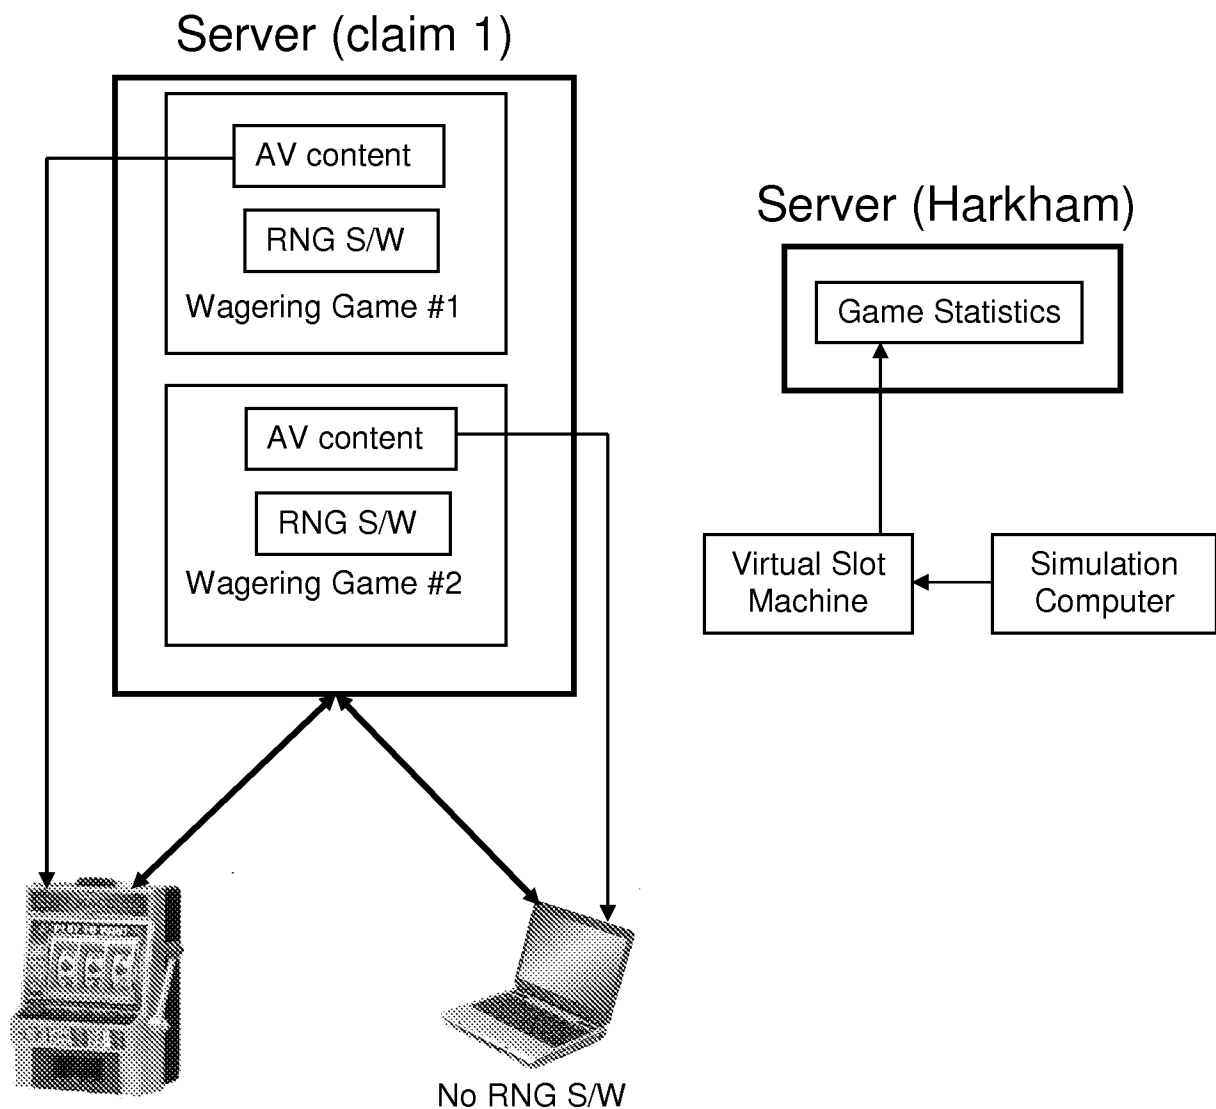 Server (claim 1)
AV content
RNG S/W
Wagering Game #1
AV content
RNG S/W
Wagering Game #2
No RNG S/W
Server (Harkham)
Game Statistics
Virtual Slot
Machine
Simulation
Computer